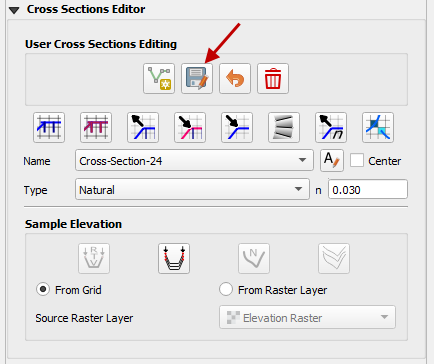 Cross Sections Editor
User Cross Sections Editing
Name Cross-Section-24 A Center
Type Natural n 0.030
Sample Elevation
R T V N
From Grid From Raster Layer
Source Raster Layer Elevation Raster